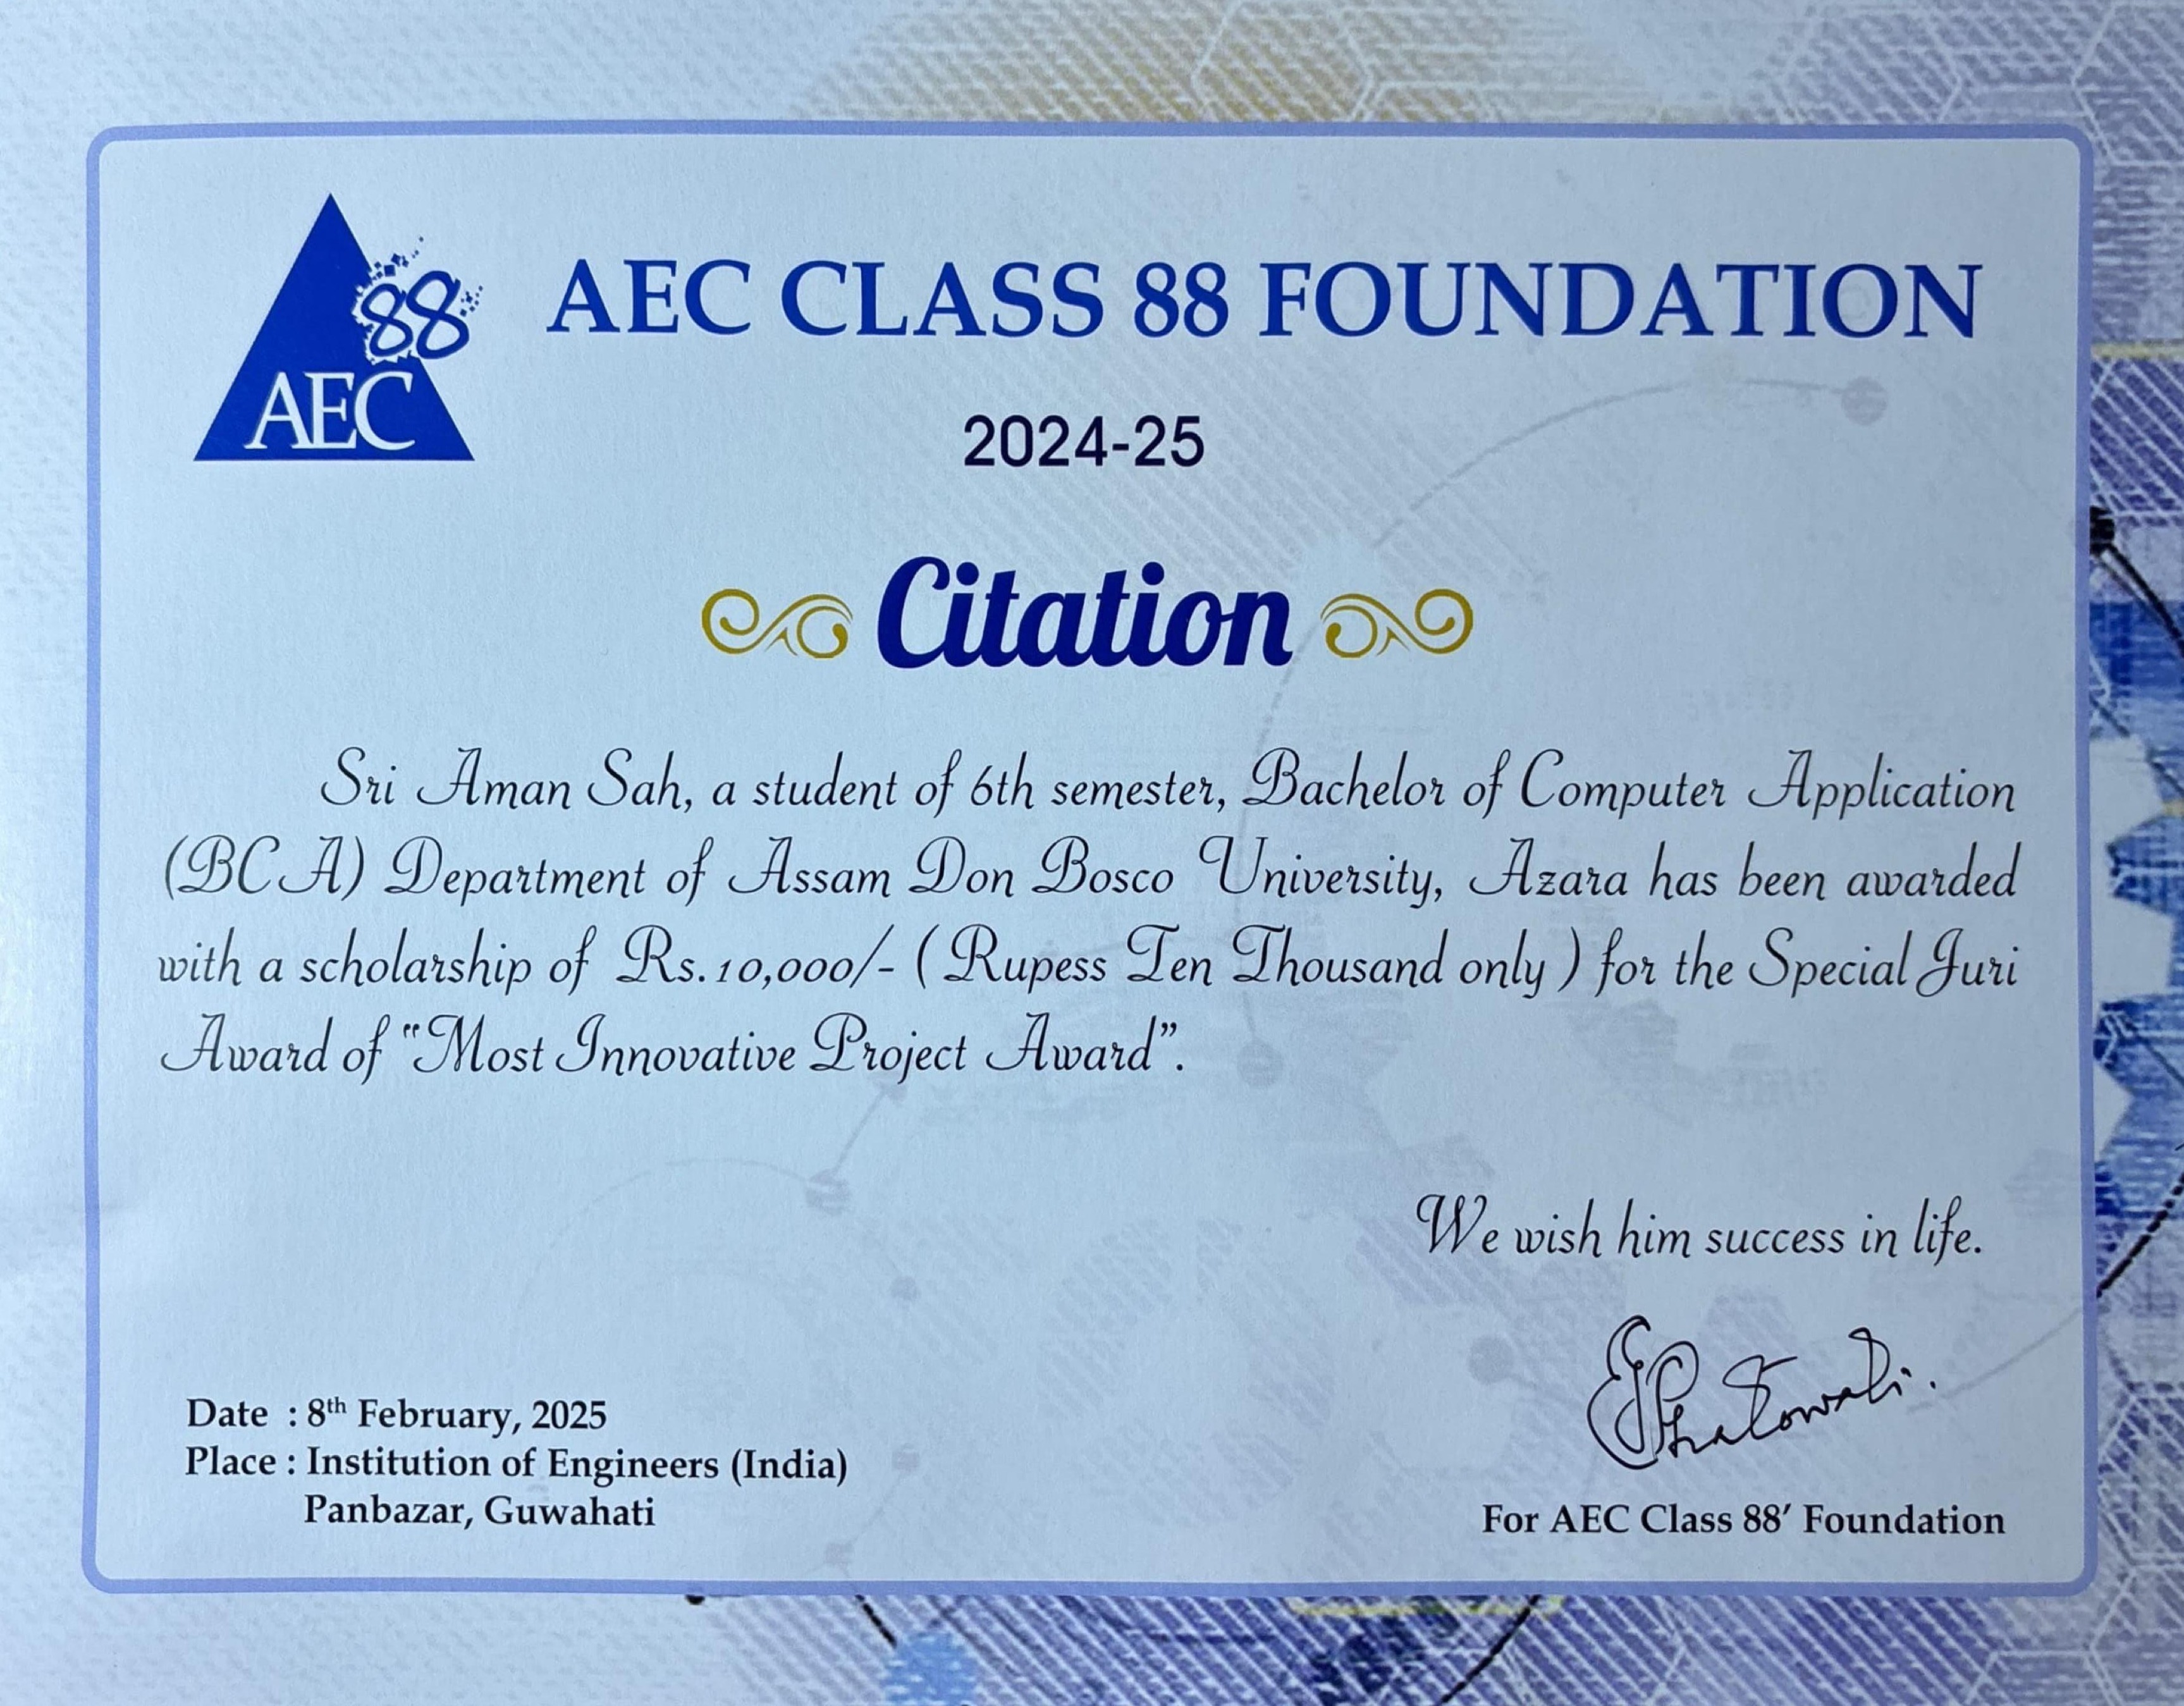 88
AEC
AEC CLASS 88 FOUNDATION
2024-25
Citation
Sri Aman Sah, a student of 6th semester, Bachelor of Computer Application
(BCA) Department of Assam Don Bosco University, Azara has been awarded
with a scholarship of Rs.10,000/- ( Rupess Ten Thousand only ) for the Special Juri
Award of "Most Innovative Project Award".
We wish him success in life.
Date : 8th February, 2025
Place : Institution of Engineers (India)
Panbazar, Guwahati
For AEC Class 88′ Foundation